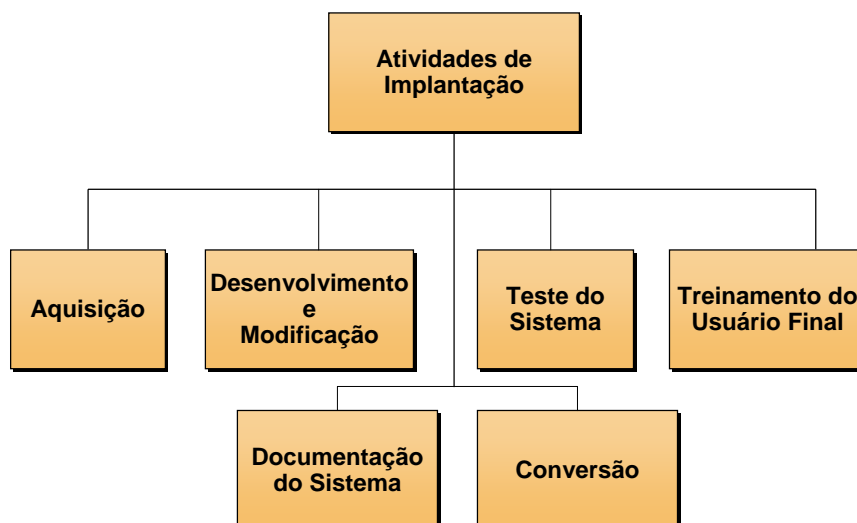 Atividades de
Implantação
Aquisição
Desenvolvimento
e
Modificação
Teste do
Sistema
Treinamento do
Usuário Final
Documentação
do Sistema
Conversão